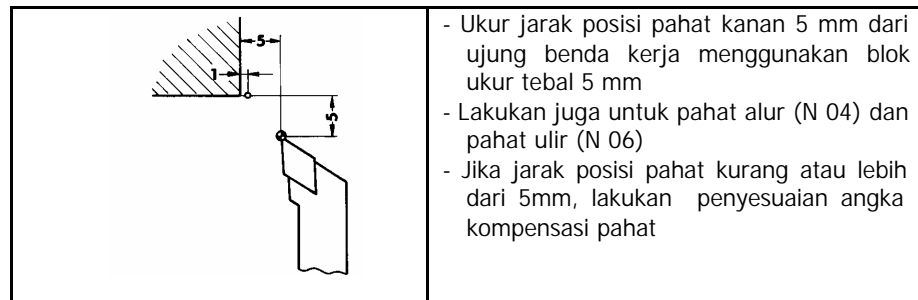 5
1
5
- Ukur jarak posisi pahat kanan 5 mm dari
ujung benda kerja menggunakan blok
ukur tebal 5 mm
- Lakukan juga untuk pahat alur (N 04) dan
pahat ulir (N 06)
- Jika jarak posisi pahat kurang atau lebih
dari 5mm, lakukan penyesuaian angka
kompensasi pahat